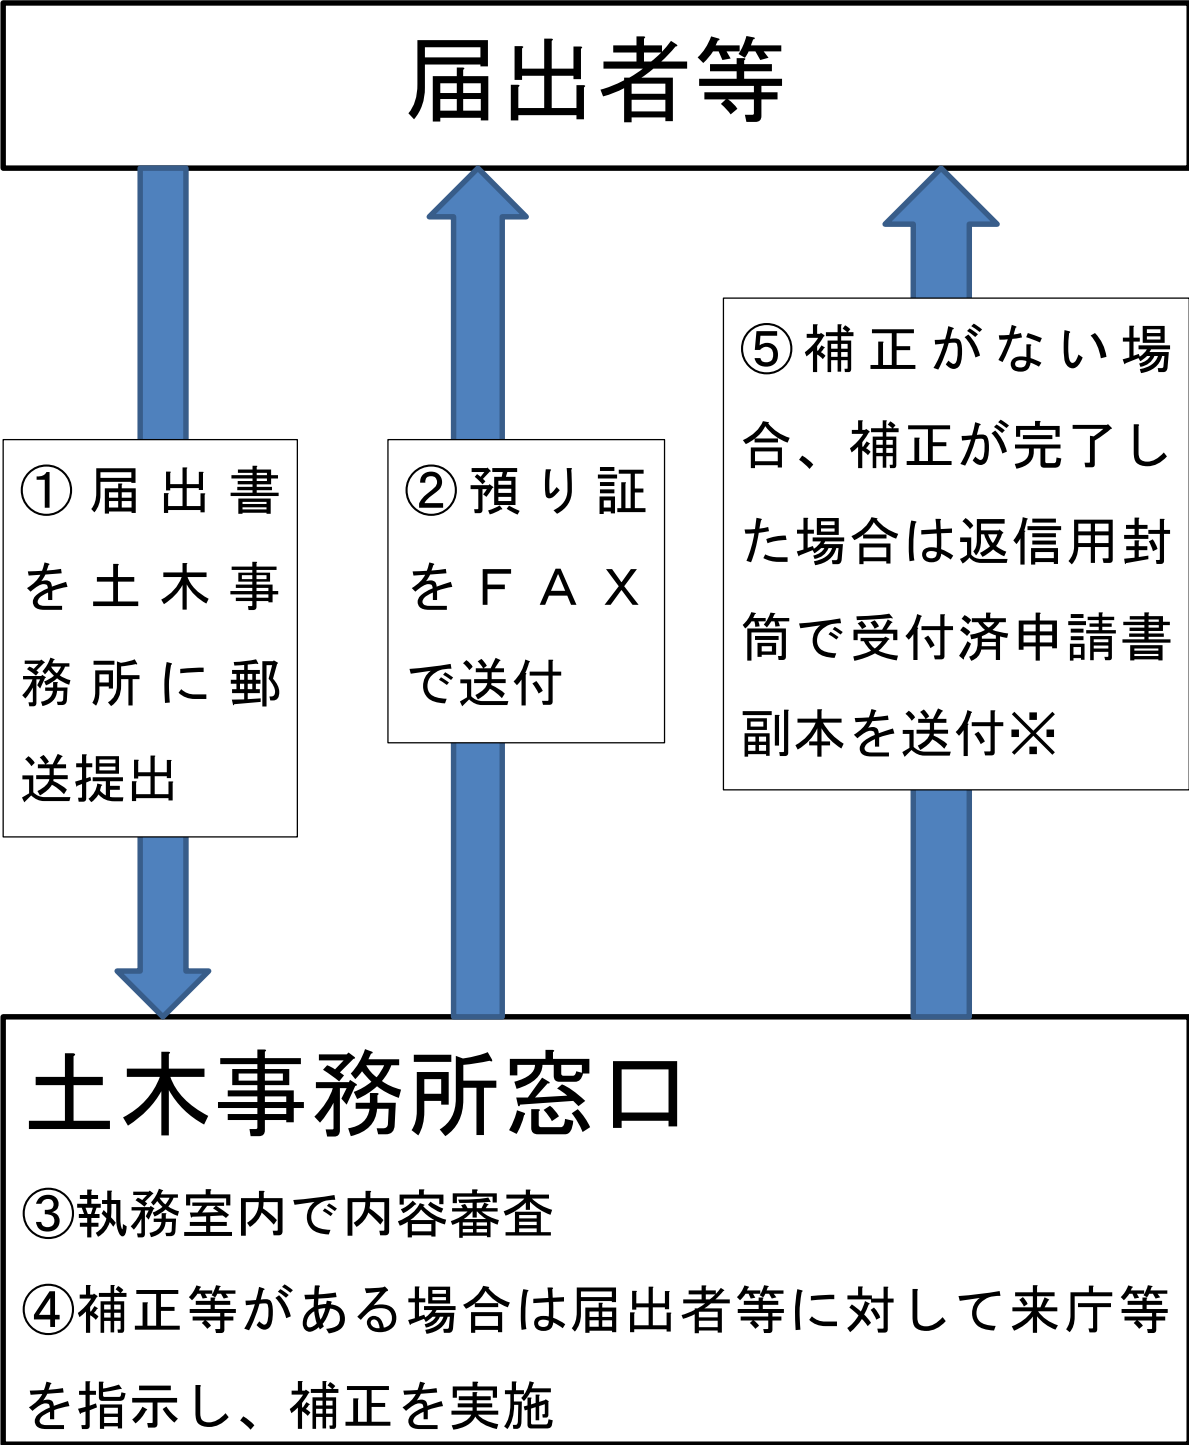 届出者等
①届出書
を土木事
務所に郵
送提出
②預り証
をＦＡＸ
で送付
⑤補正がない場
合、補正が完了し
た場合は返信用封
筒で受付済申請書
副本を送付※
土木事務所窓口
③執務室内で内容審査
④補正等がある場合は届出者等に対して来庁等
を指示し、補正を実施